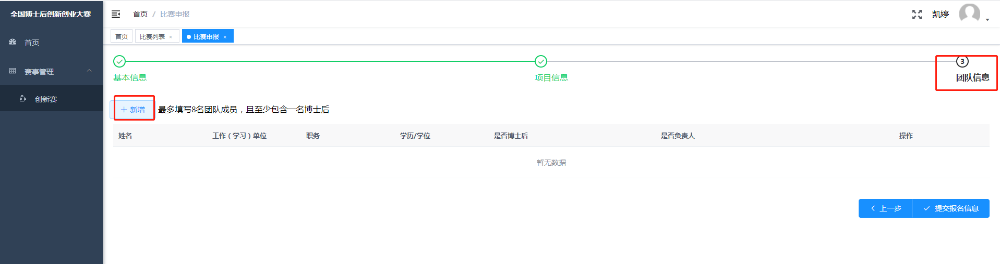 全国博士后创新创业大赛
首页 / 比赛申报
凯婷
首页
比赛列表 ×
比赛申报 ×
首页
赛事管理
创新赛
3
基本信息
项目信息
团队信息
+ 新增
最多填写8名团队成员，且至少包含一名博士后
姓名 工作（学习）单位 职务 学历/学位 是否博士后 是否负责人 操作
暂无数据
上一步
提交报名信息